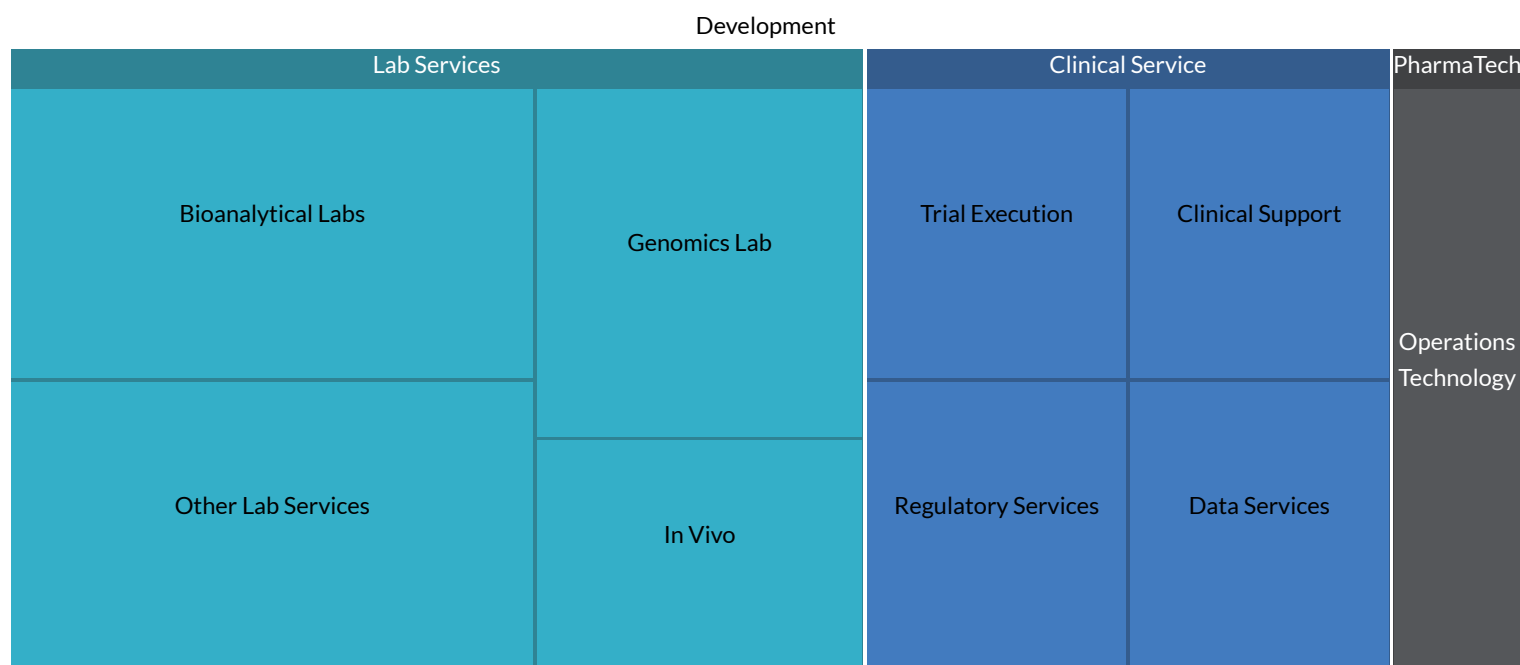 Development
Lab Services
Clinical Service
PharmaTech
Bioanalytical Labs
Genomics Lab
Trial Execution
Clinical Support
Operations
Technology
Other Lab Services
In Vivo
Regulatory Services
Data Services